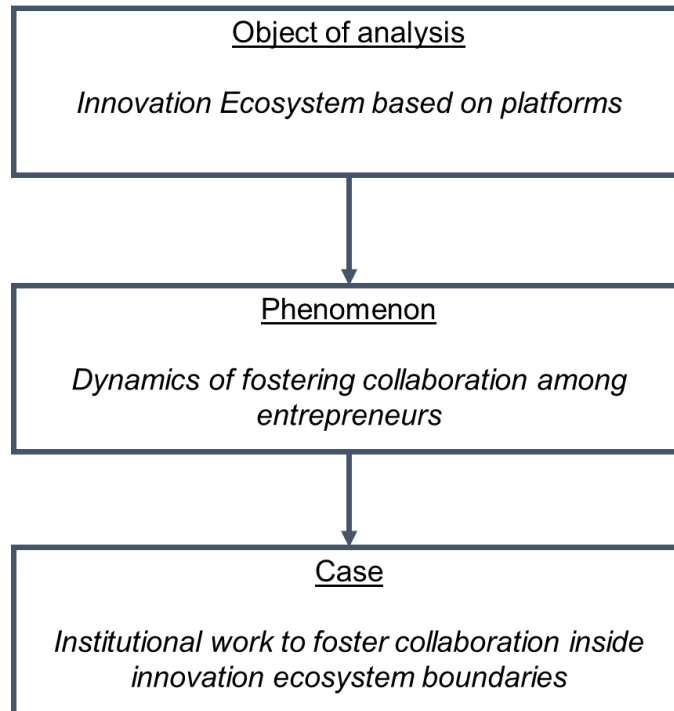 Object of analysis
Innovation Ecosystem based on platforms
Phenomenon
Dynamics of fostering collaboration among
entrepreneurs
Case
Institutional work to foster collaboration inside
innovation ecosystem boundaries